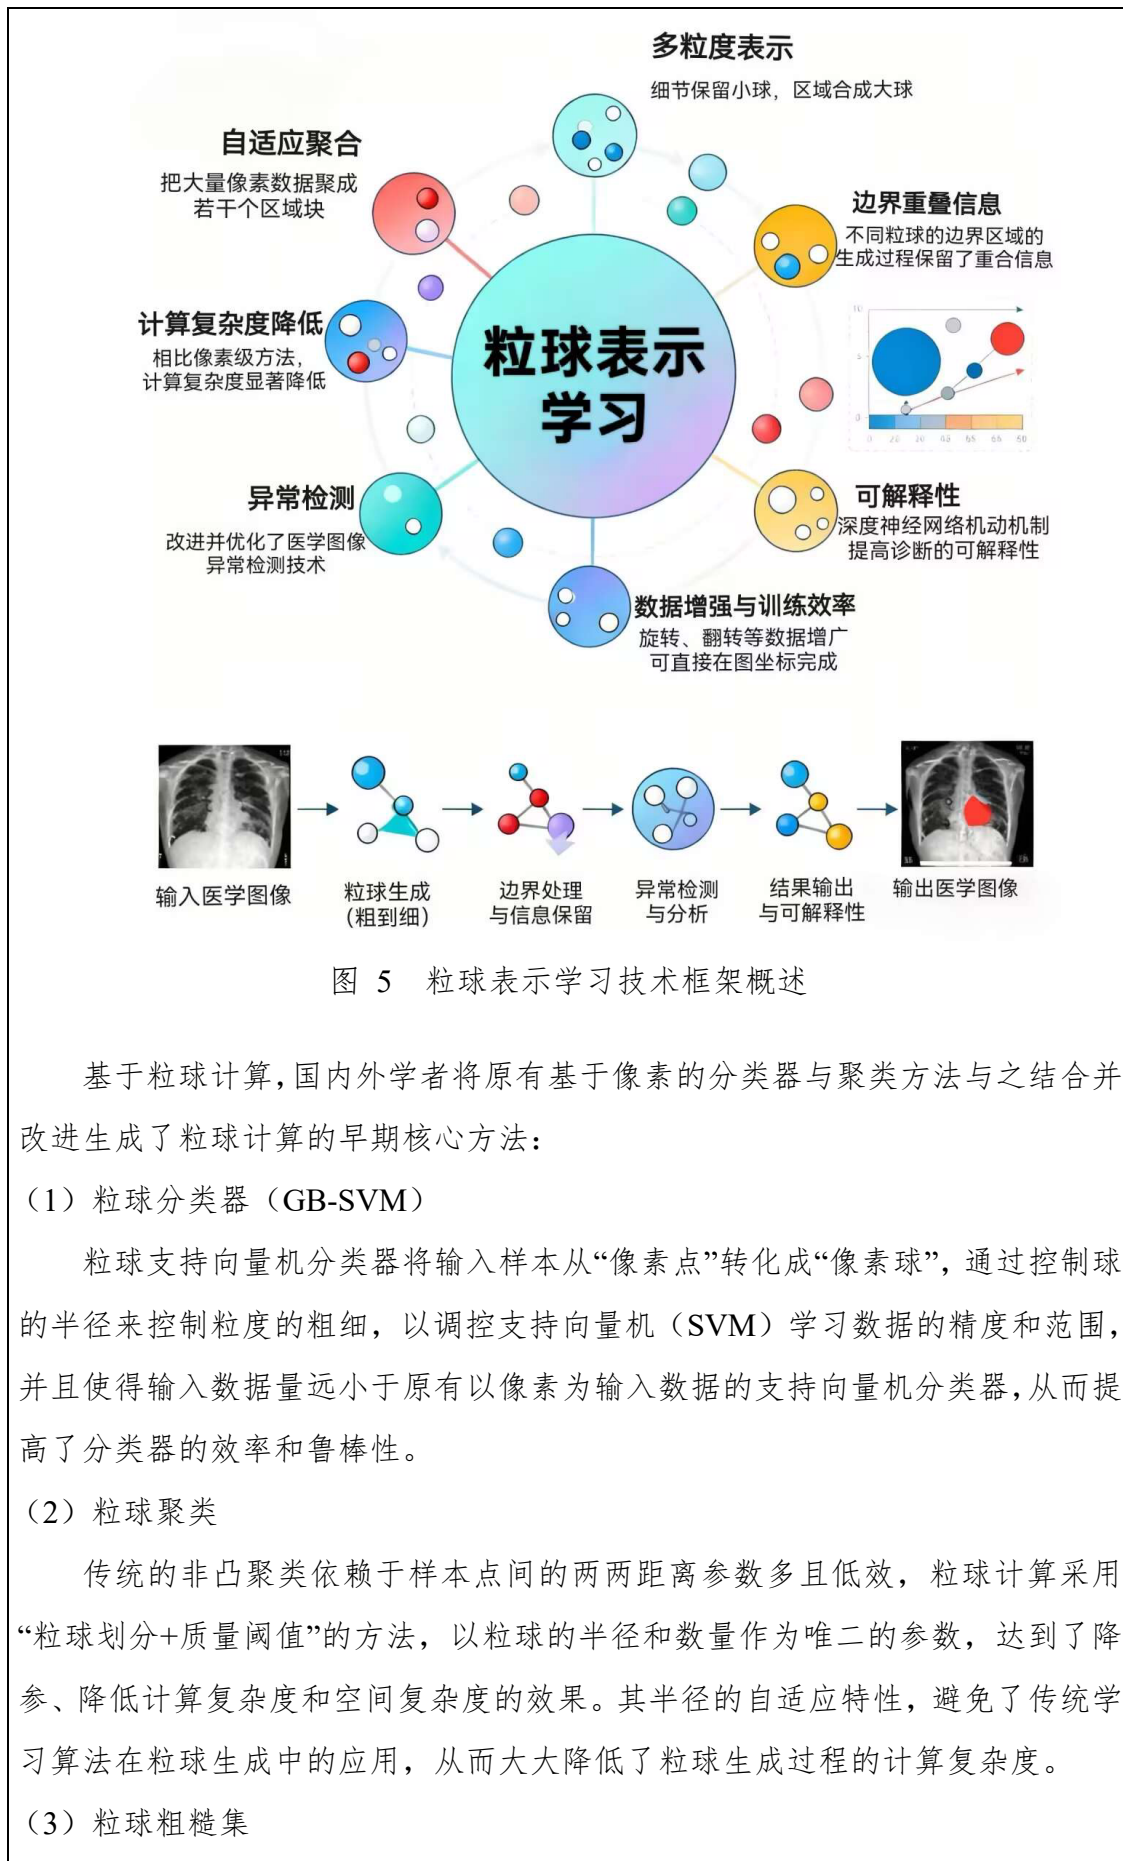 多粒度表示
细节保留小球，区域合成大球
自适应聚合
把大量像素数据聚成
若干个区域块
边界重叠信息
不同粒球的边界区域的
生成过程保留了重合信息
计算复杂度降低
相比像素级方法，
计算复杂度显著降低
粒球表示
学习
10
5
0
异常检测
改进并优化了医学图像
异常检测技术
可解释性
深度神经网络机动机制
提高诊断的可解释性
数据增强与训练效率
旋转、翻转等数据增广
可直接在图坐标完成
输入医学图像
粒球生成
（粗到细）
边界处理
与信息保留
异常检测
与分析
结果输出
与可解释性
输出医学图像
图 5 粒球表示学习技术框架概述
基于粒球计算，国内外学者将原有基于像素的分类器与聚类方法与之结合并
改进生成了粒球计算的早期核心方法：
（1）粒球分类器（GB-SVM）
粒球支持向量机分类器将输入样本从“像素点”转化成“像素球”，通过控制球
的半径来控制粒度的粗细，以调控支持向量机（SVM）学习数据的精度和范围，
并且使得输入数据量远小于原有以像素为输入数据的支持向量机分类器，从而提
高了分类器的效率和鲁棒性。
（2）粒球聚类
传统的非凸聚类依赖于样本点间的两两距离参数多且低效，粒球计算采用
“粒球划分+质量阈值”的方法，以粒球的半径和数量作为唯二的参数，达到了降
参、降低计算复杂度和空间复杂度的效果。其半径的自适应特性，避免了传统学
习算法在粒球生成中的应用，从而大大降低了粒球生成过程的计算复杂度。
（3）粒球粗糙集